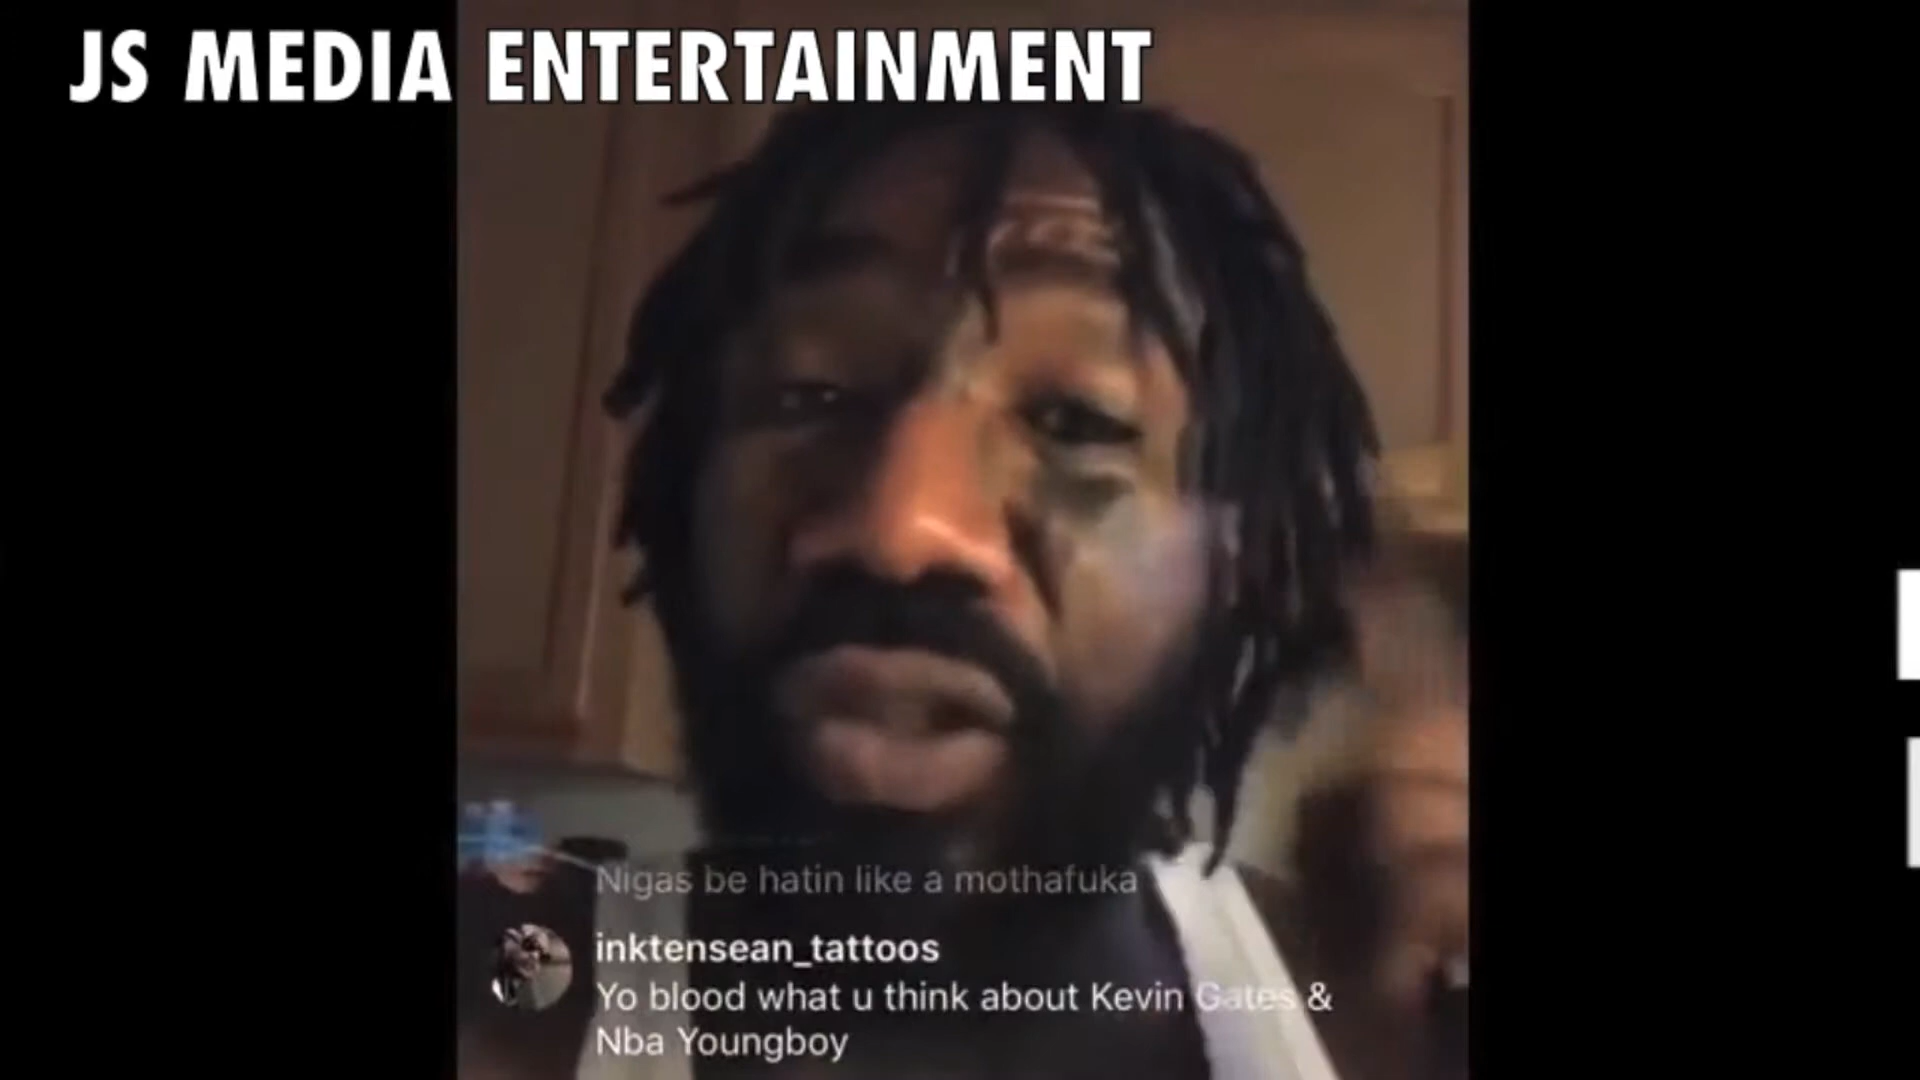 JS MEDIA ENTERTAINMENT
Nigas be hatin like a mothafuka
inktensean_tattoos
Yo blood what u think about Kevin Gates &
Nba Youngboy